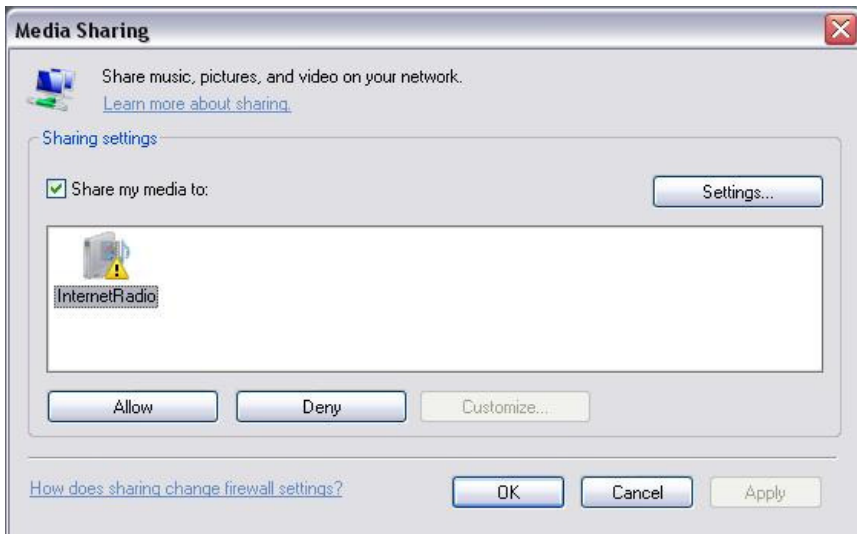 Media Sharing
Share music, pictures, and video on your network.
Learn more about sharing.
Sharing settings
Share my media to:
Settings...
InternetRadio
Allow
Deny
Customize...
How does sharing change firewall settings?
OK
Cancel
Apply